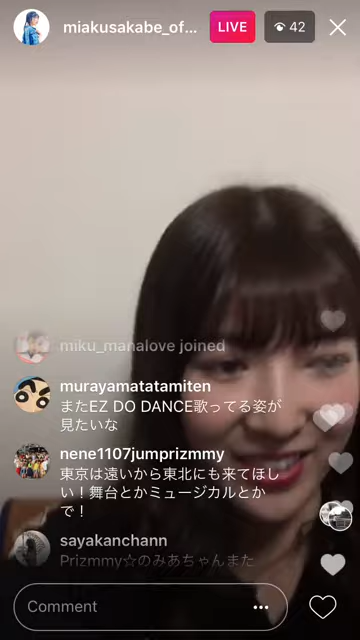 miakusakabe_of...
LIVE
42
miku_manalove joined
murayamatatamiten
またEZ DO DANCE歌ってる姿が
見たいな
nene1107jumprizmmy
東京は遠いから東北にも来てほし
い！舞台とかミュージカルとか
で！
sayakanchann
Prizmmy☆のみあちゃんまた
Comment